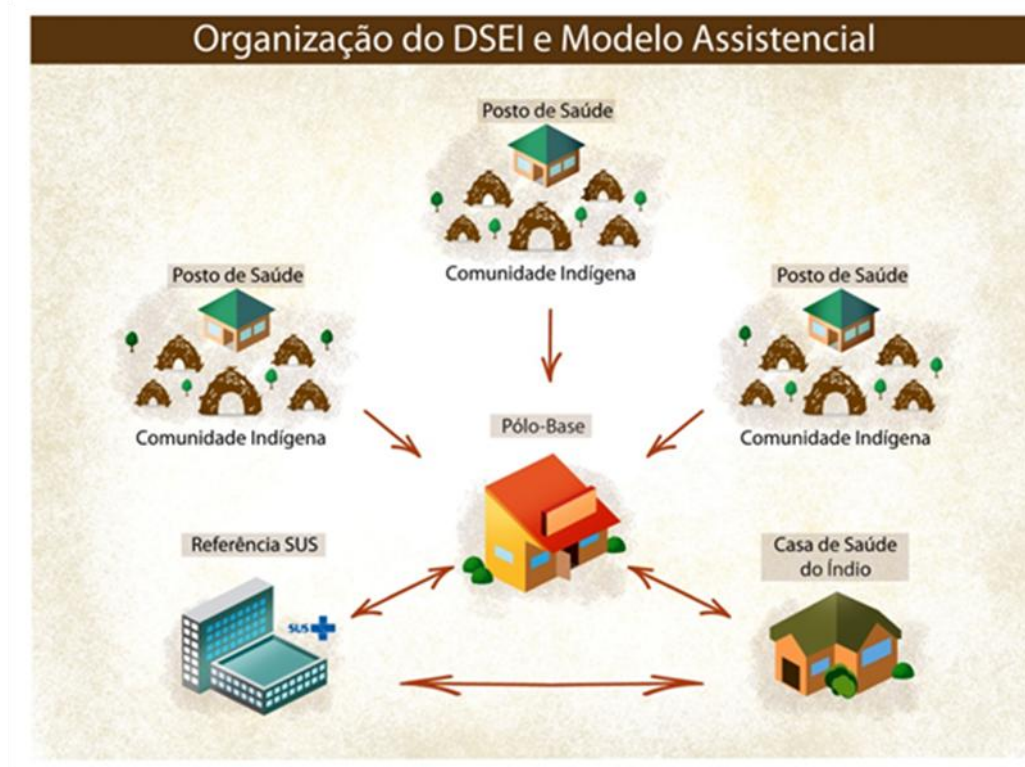 Organização do DSEI e Modelo Assistencial
Posto de Saúde
Comunidade Indígena
Posto de Saúde
Comunidade Indígena
Posto de Saúde
Comunidade Indígena
Pólo-Base
Referência SUS
SUS
Casa de Saúde
do Índio